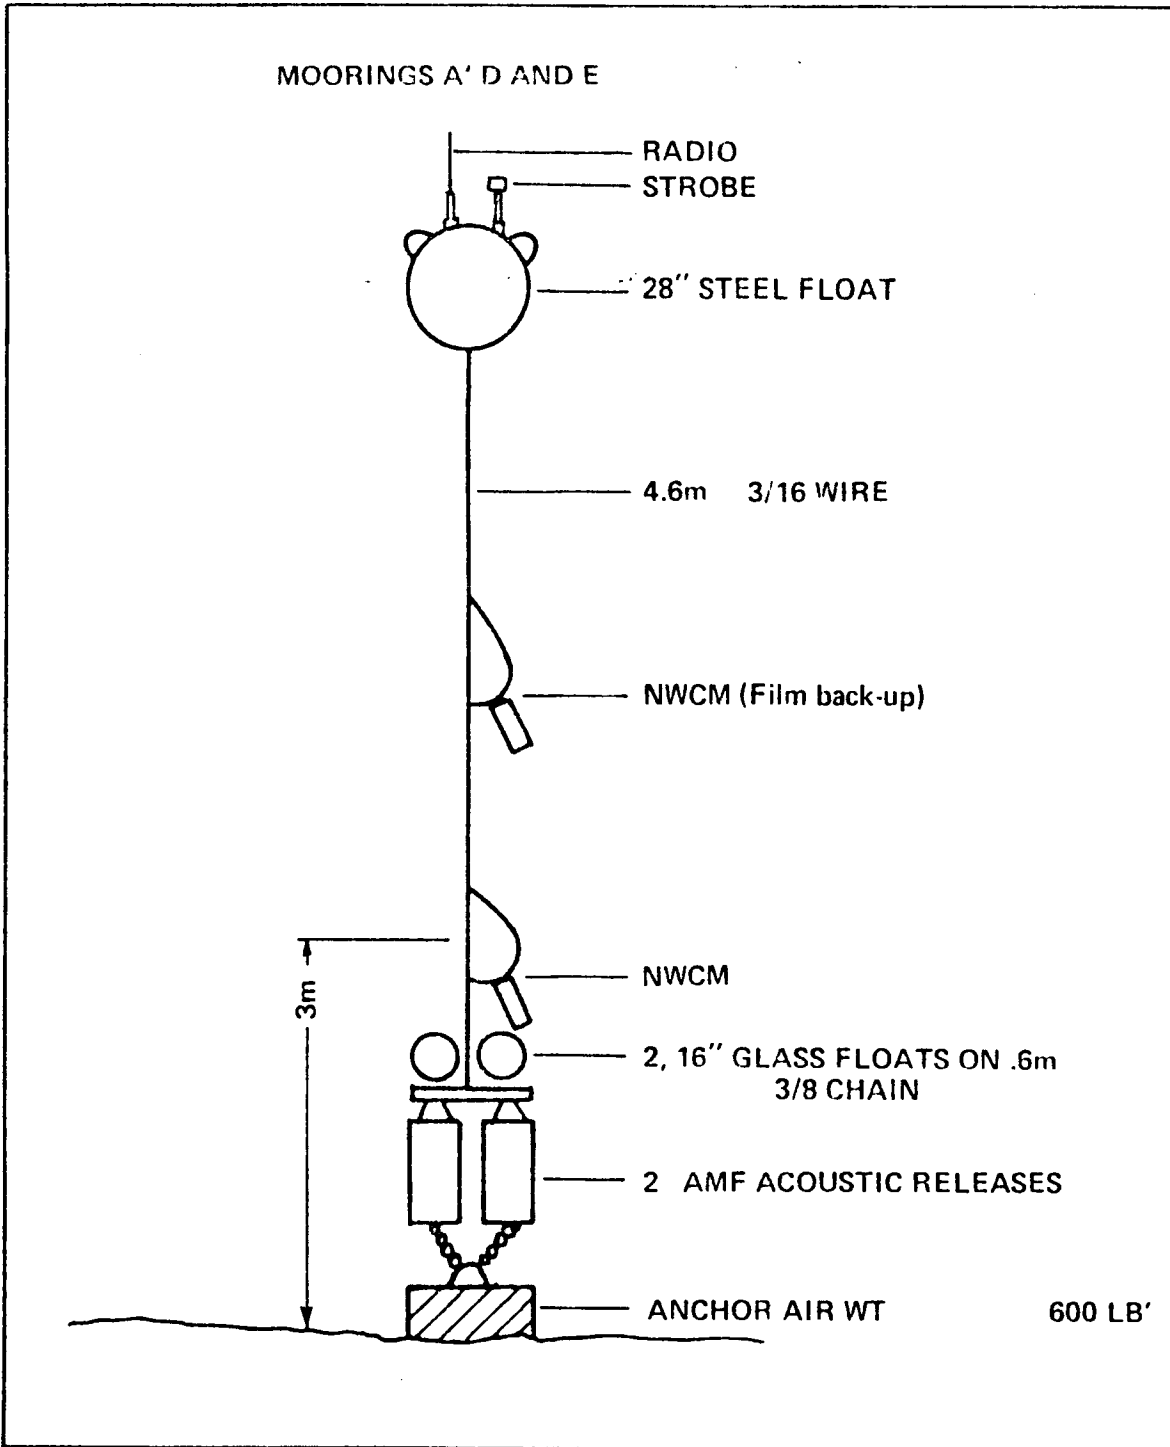 MOORINGS A' D AND E
RADIO
STROBE
28" STEEL FLOAT
4.6m 3/16 WIRE
NWCM (Film back-up)
3m
NWCM
2, 16" GLASS FLOATS ON .6m
3/8 CHAIN
2 AMF ACOUSTIC RELEASES
ANCHOR AIR WT 600 LB'